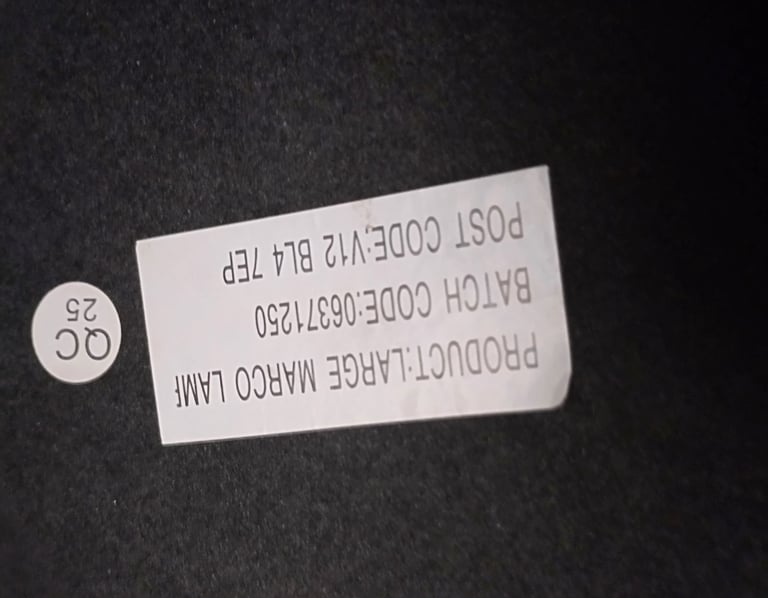 PRODUCT:LARGE MARCO
BATCH CODE:06371250
POST CODE:V12 BL4 7EP
QC
25